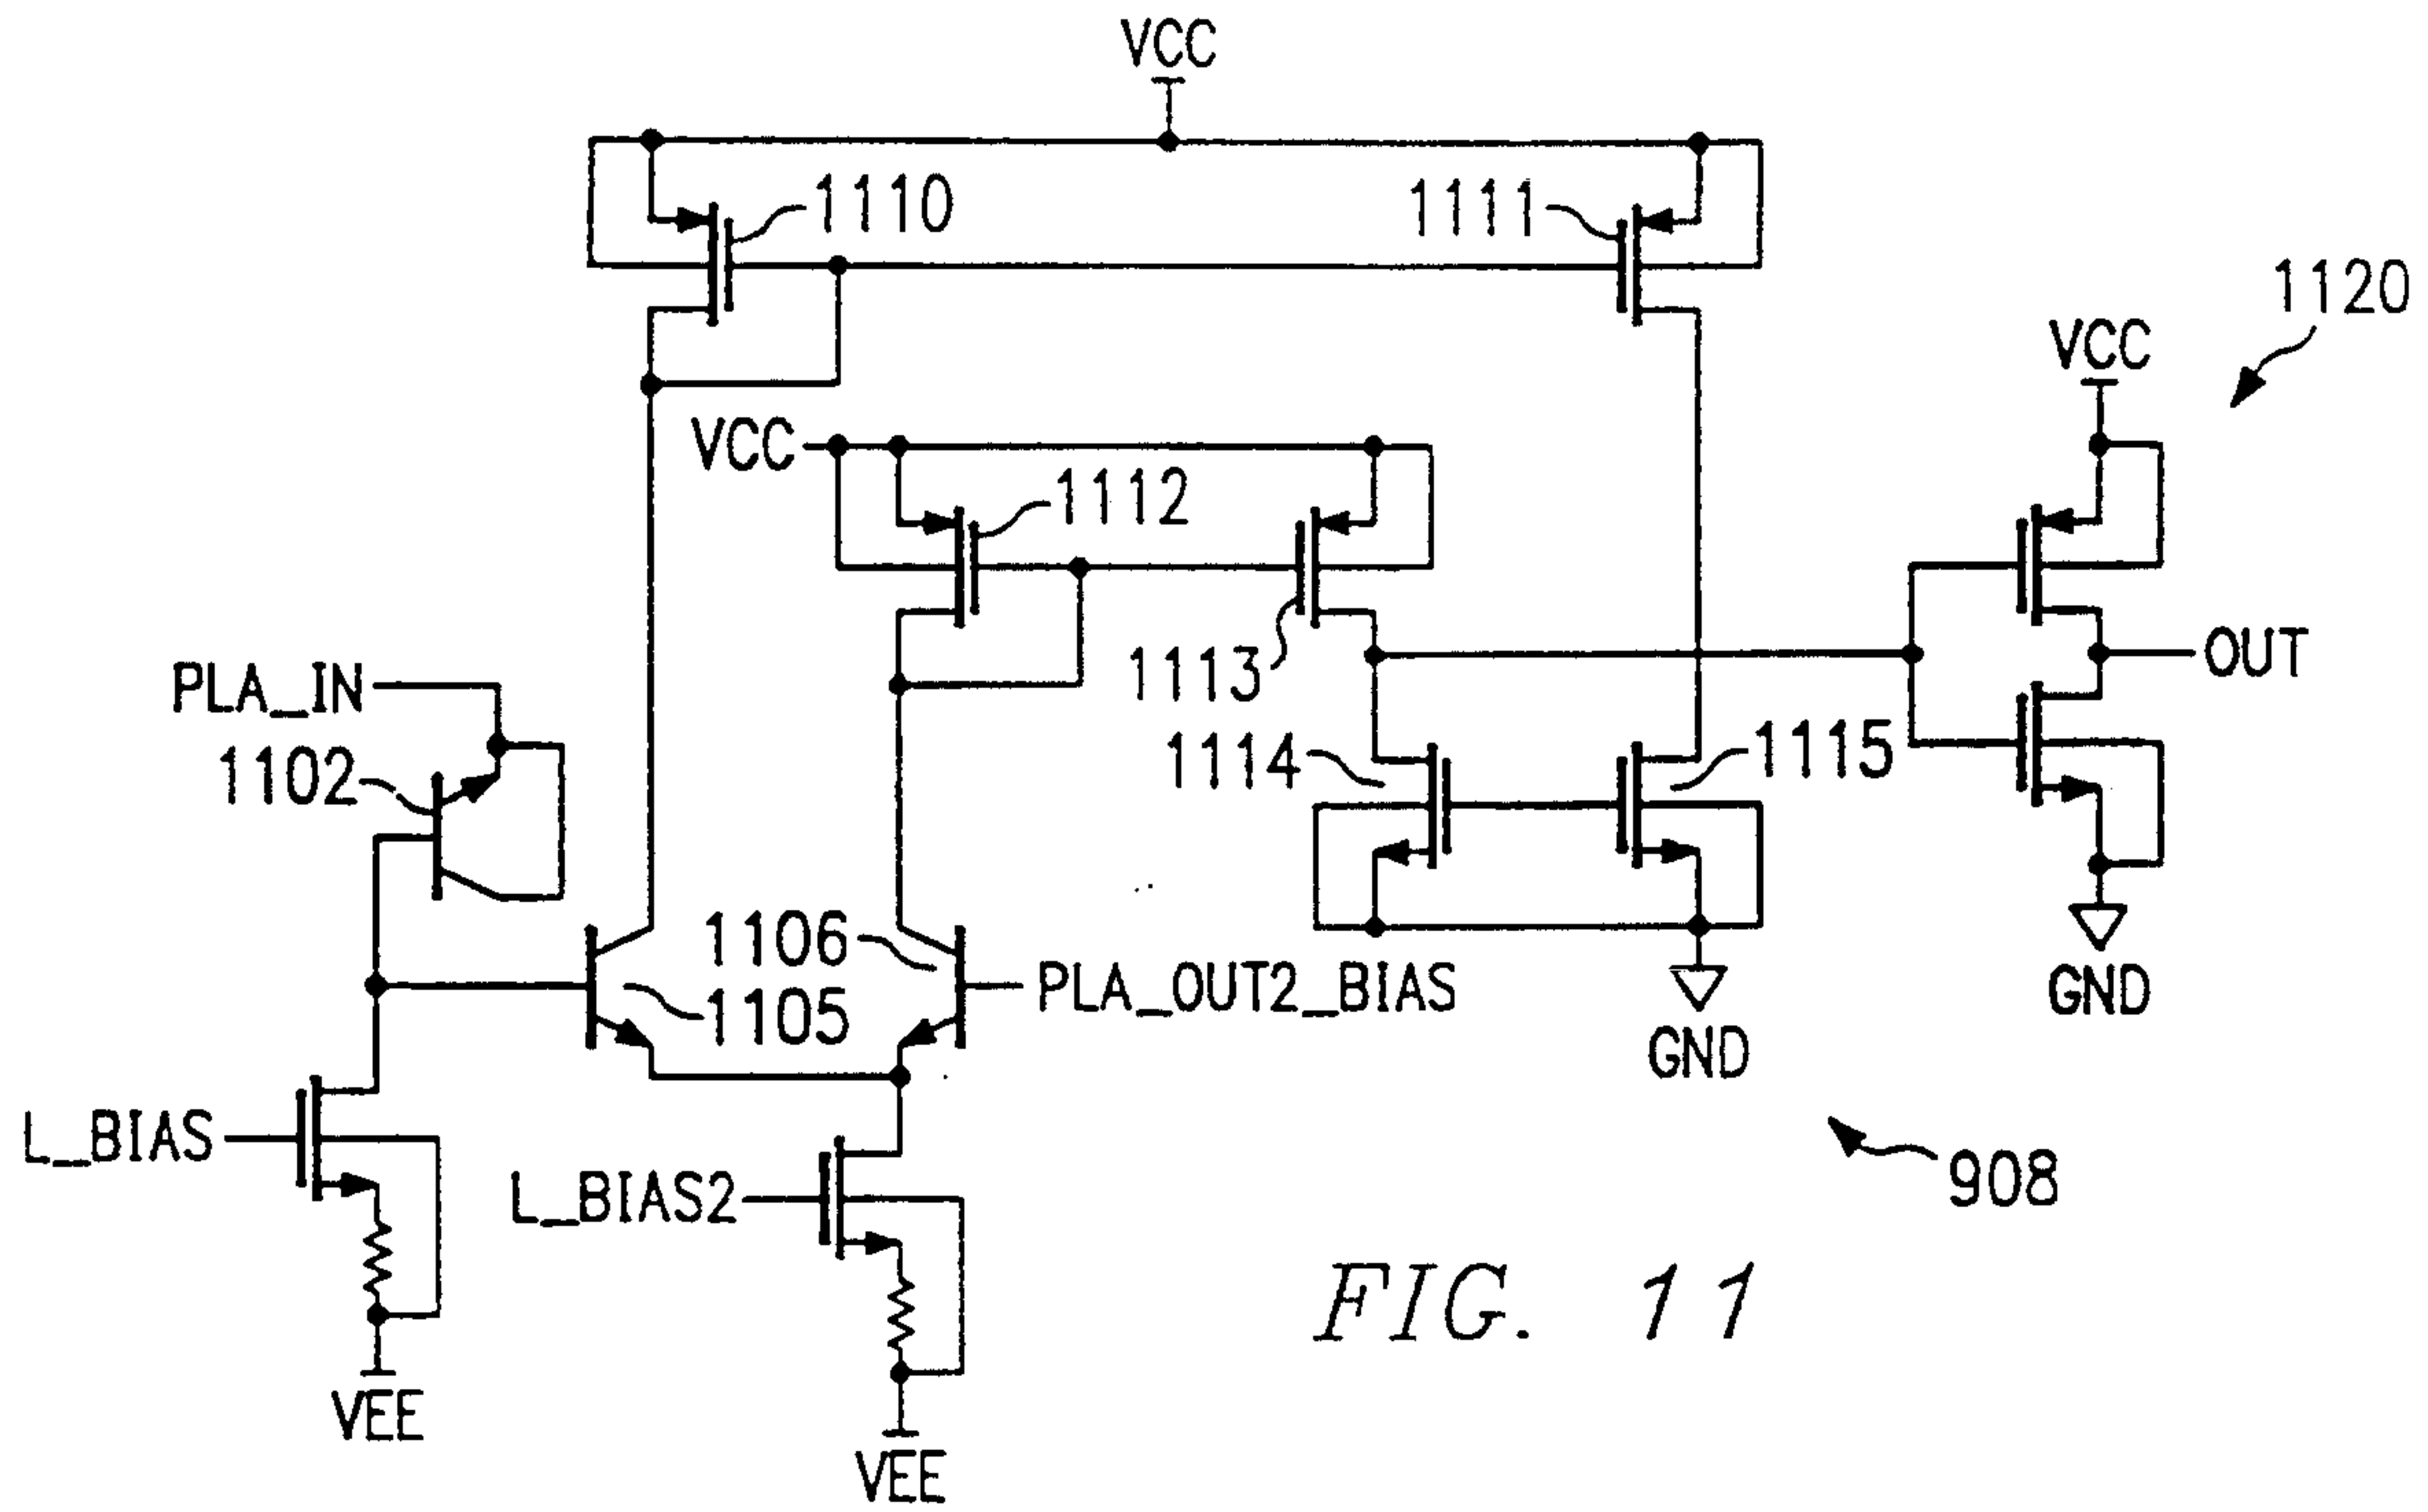 VCC
1110
1111
1120
VCC
VCC
1112
PLA_IN
1113
OUT
1102
1114
1115
1106
PLA_OUT2_BIAS
1105
GND
GND
L_BIAS
L_BIAS2
908
VEE
VEE
FIG. 11